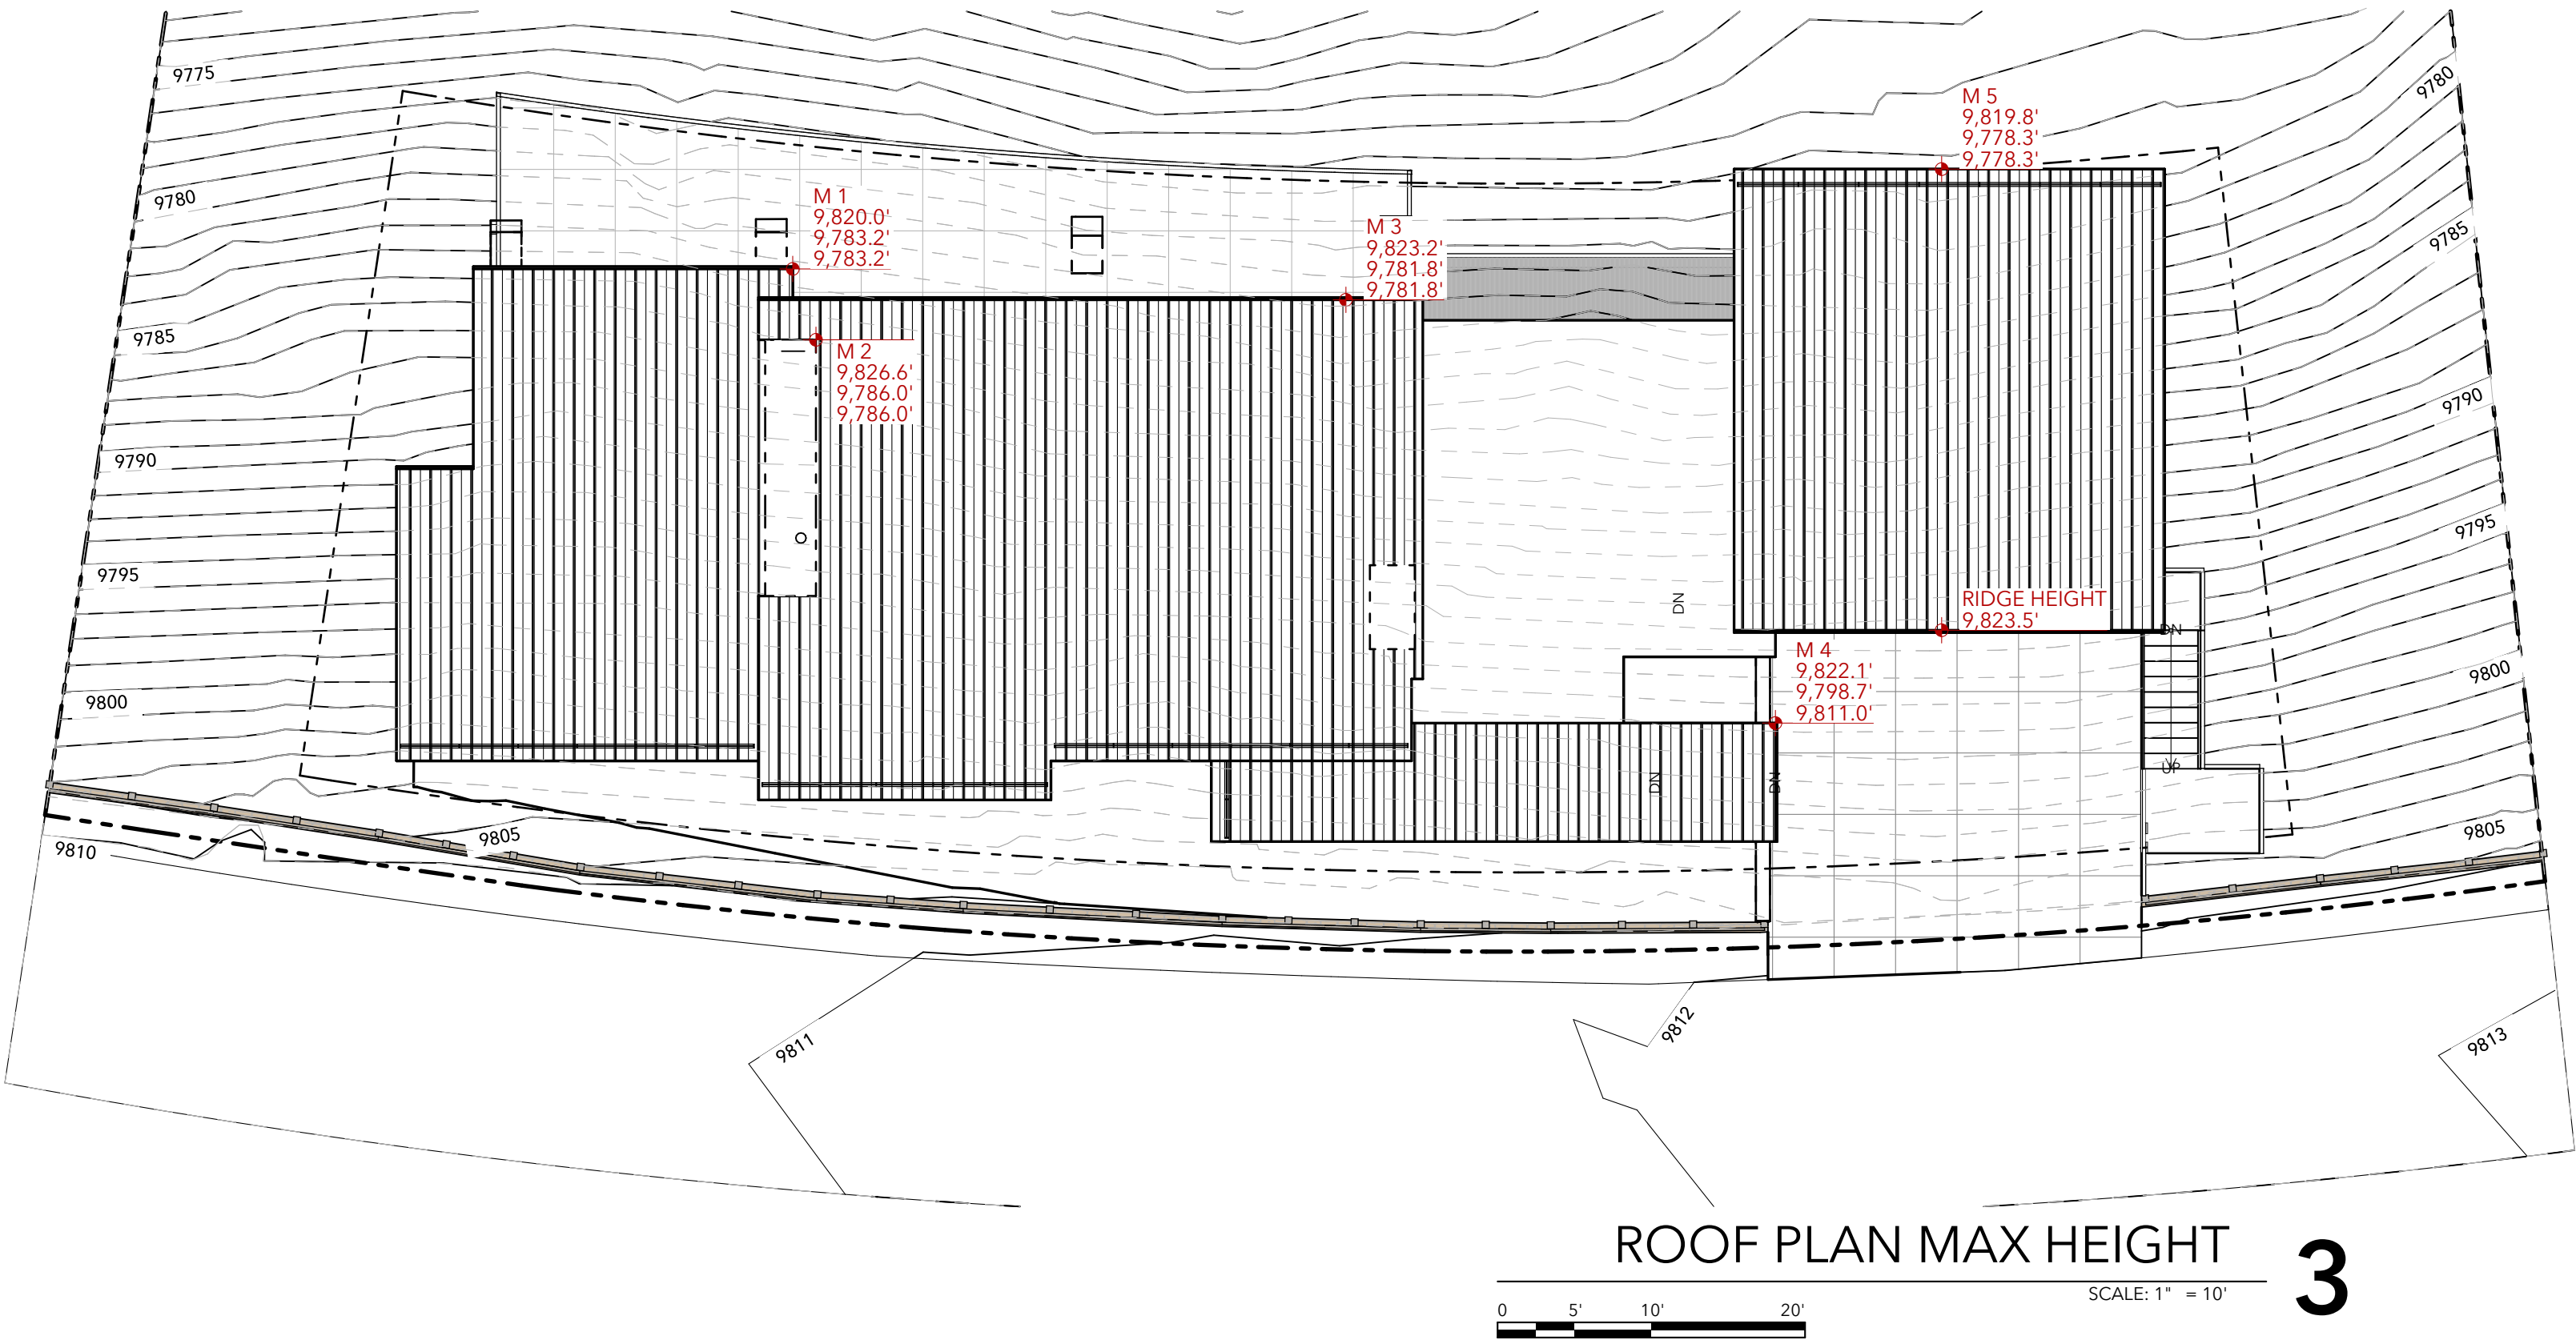 9775
9780
M 5
9,819.8'
9,778.3'
9,778.3'
9780
M 1
9,820.0'
9,783.2'
9,783.2'
M 3
9,823.2'
9,781.8'
9,781.8'
9785
9785
M 2
9,826.6'
9,786.0'
9,786.0'
9790
9790
9795
9795
DN
RIDGE HEIGHT
9,823.5'
DN
M 4
9,822.1'
9,798.7'
9,811.0'
9800
9800
DN
DN
UP
9805
9805
9810
9811
9812
9813
ROOF PLAN MAX HEIGHT
3
SCALE: 1" = 10'
0 5' 10' 20'